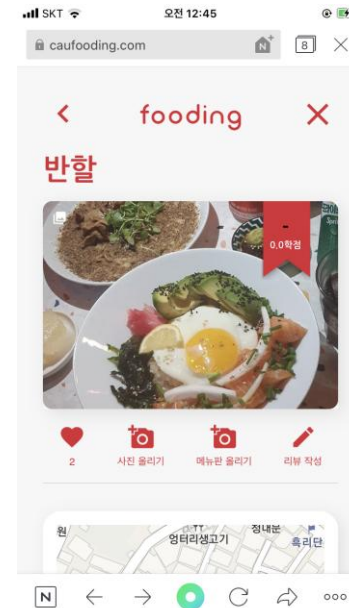 SKT 오전 12:45
caufooding.com N 8
fooding
반할
-
0.0학점
2 사진 올리기 메뉴판 올리기 리뷰 작성
원
엉터리생고기
정내문
흑리단
N